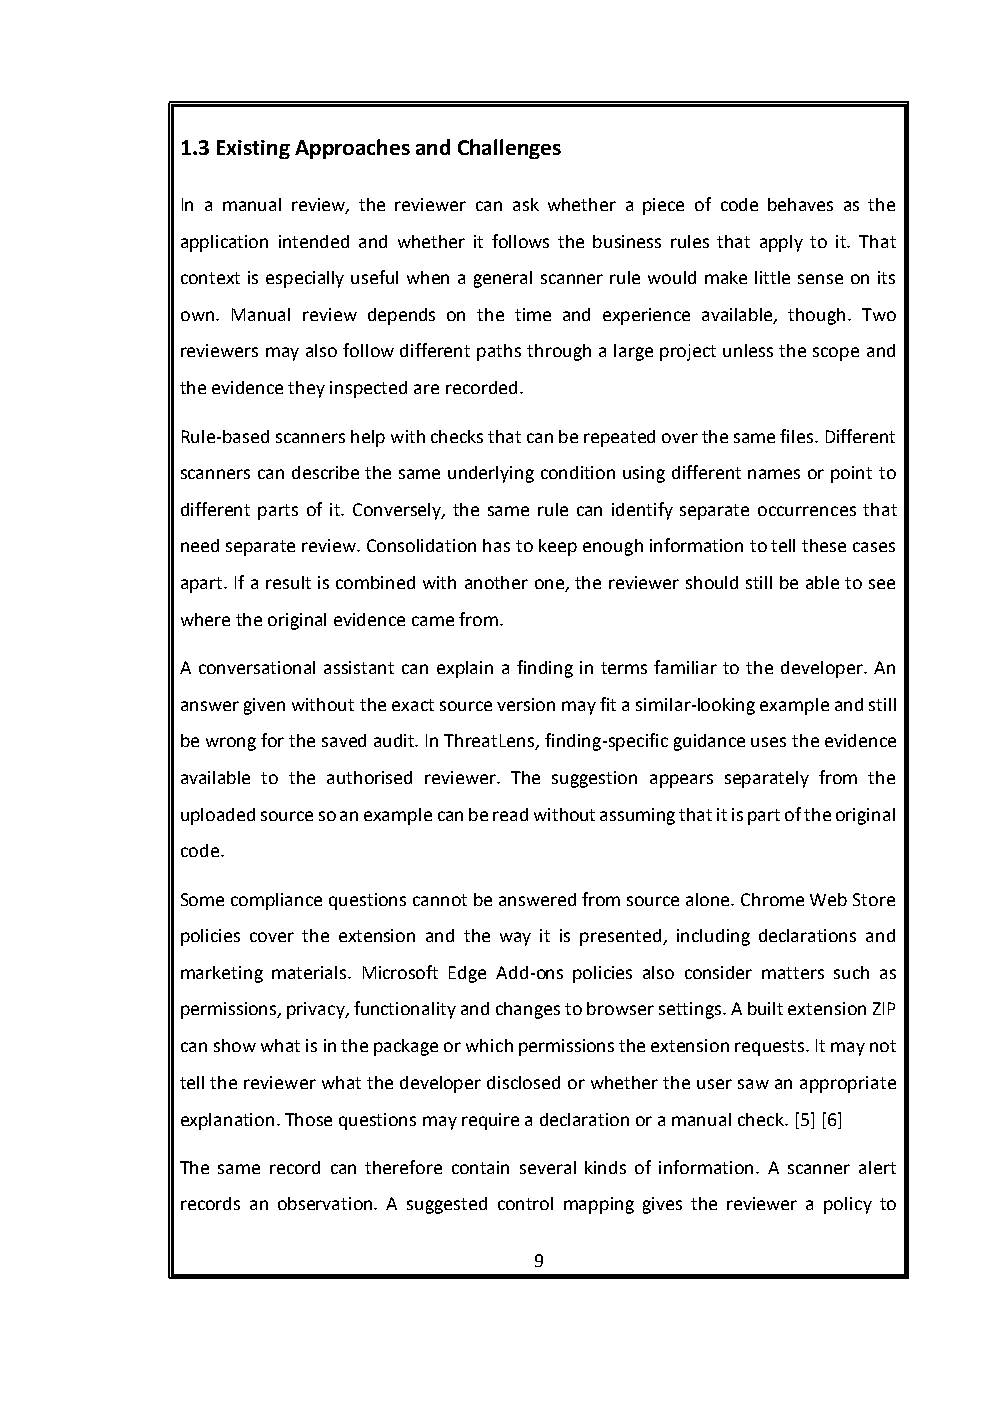 1.3 Existing Approaches and Challenges
In a manual review, the reviewer can ask whether a piece of code behaves as the
application intended and whether it follows the business rules that apply to it. That
context is especially useful when a general scanner rule would make little sense on its
own. Manual review depends on the time and experience available, though. Two
reviewers may also follow different paths through a large project unless the scope and
the evidence they inspected are recorded.
Rule-based scanners help with checks that can be repeated over the same files. Different
scanners can describe the same underlying condition using different names or point to
different parts of it. Conversely, the same rule can identify separate occurrences that
need separate review. Consolidation has to keep enough information to tell these cases
apart. If a result is combined with another one, the reviewer should still be able to see
where the original evidence came from.
A conversational assistant can explain a finding in terms familiar to the developer. An
answer given without the exact source version may fit a similar-looking example and still
be wrong for the saved audit. In ThreatLens, finding-specific guidance uses the evidence
available to the authorised reviewer. The suggestion appears separately from the
uploaded source so an example can be read without assuming that it is part of the original
code.
Some compliance questions cannot be answered from source alone. Chrome Web Store
policies cover the extension and the way it is presented, including declarations and
marketing materials. Microsoft Edge Add-ons policies also consider matters such as
permissions, privacy, functionality and changes to browser settings. A built extension ZIP
can show what is in the package or which permissions the extension requests. It may not
tell the reviewer what the developer disclosed or whether the user saw an appropriate
explanation. Those questions may require a declaration or a manual check. [5] [6]
The same record can therefore contain several kinds of information. A scanner alert
records an observation. A suggested control mapping gives the reviewer a policy to
9